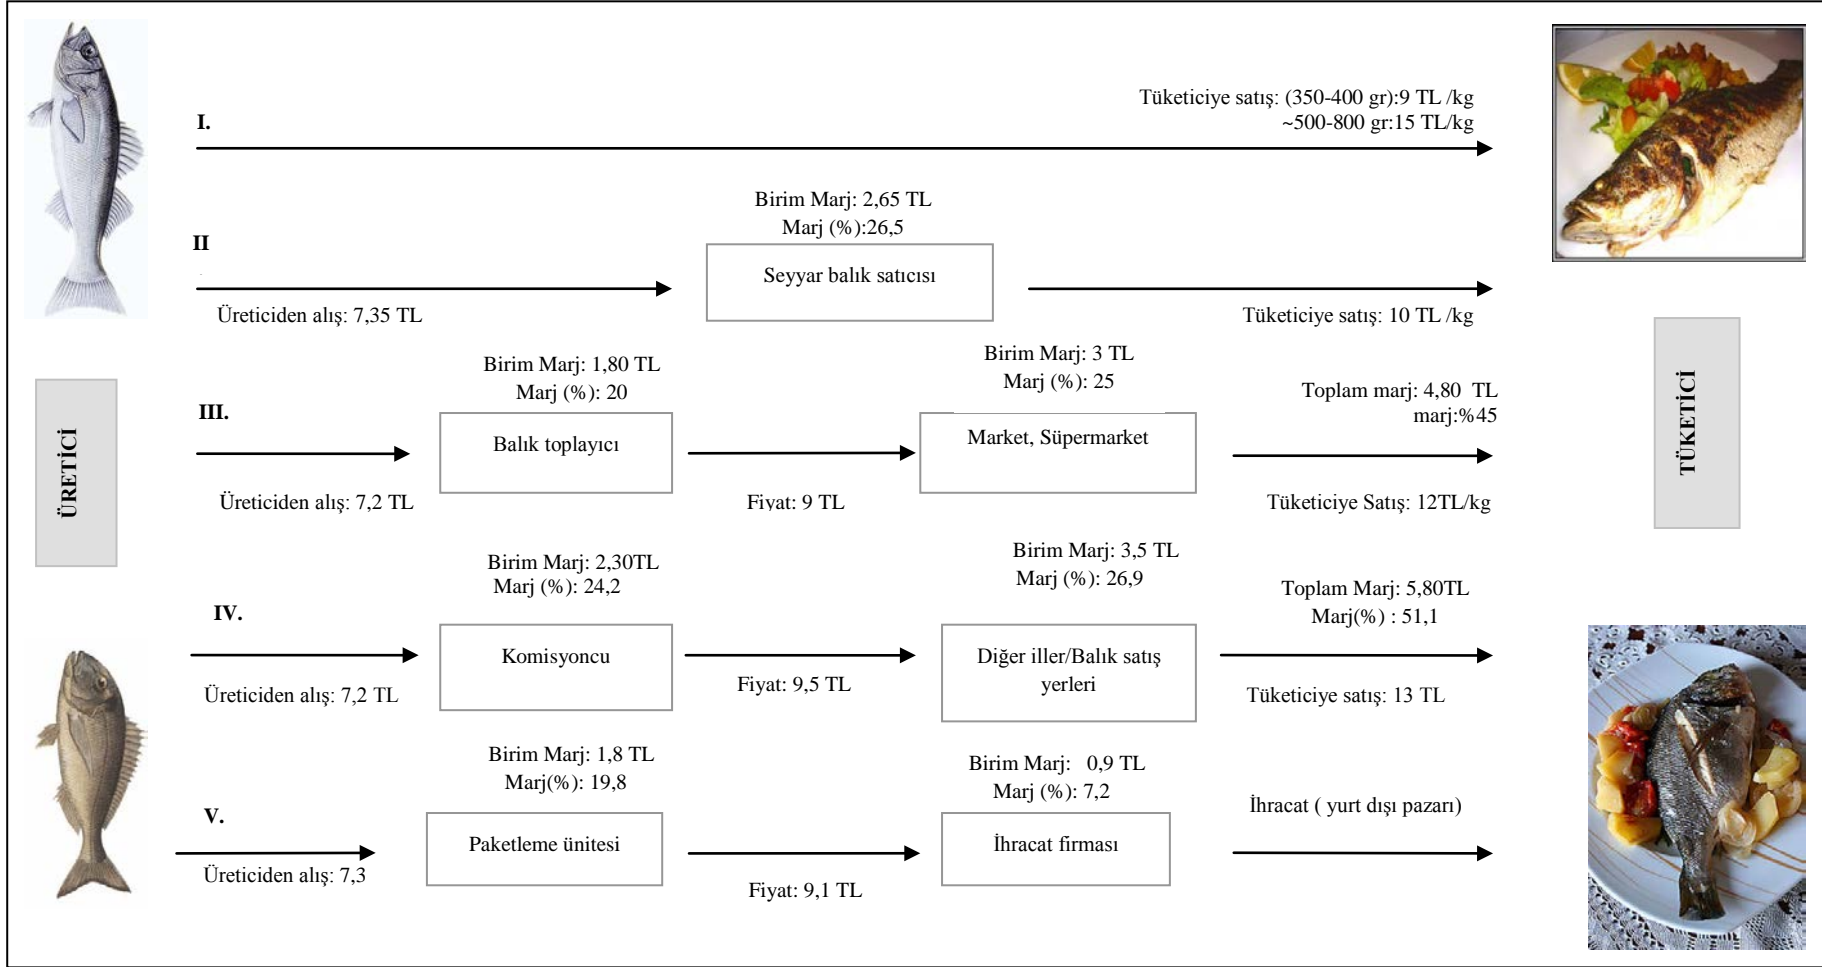 Tüketiciye satış: (350-400 gr):9 TL /kg
~500-800 gr:15 TL/kg
I.
Birim Marj: 2,65 TL
Marj (%):26,5
II
Seyyar balık satıcısı
Üreticiden alış: 7,35 TL
Tüketiciye satış: 10 TL /kg
Birim Marj: 1,80 TL
Marj (%): 20
Birim Marj: 3 TL
Marj (%): 25
Toplam marj: 4,80 TL
marj:%45
III.
Balık toplayıcı
Market, Süpermarket
Üreticiden alış: 7,2 TL
Fiyat: 9 TL
Tüketiciye Satış: 12TL/kg
ÜRETİCİ
TÜKETİCİ
Birim Marj: 2,30TL
Marj (%): 24,2
Birim Marj: 3,5 TL
Marj (%): 26,9
Toplam Marj: 5,80TL
Marj(%) : 51,1
IV.
Komisyoncu
Diğer iller/Balık satış
yerleri
Üreticiden alış: 7,2 TL
Fiyat: 9,5 TL
Tüketiciye satış: 13 TL
Birim Marj: 1,8 TL
Marj(%): 19,8
Birim Marj: 0,9 TL
Marj (%): 7,2
İhracat ( yurt dışı pazarı)
V.
Paketleme ünitesi
İhracat firması
Üreticiden alış: 7,3
Fiyat: 9,1 TL